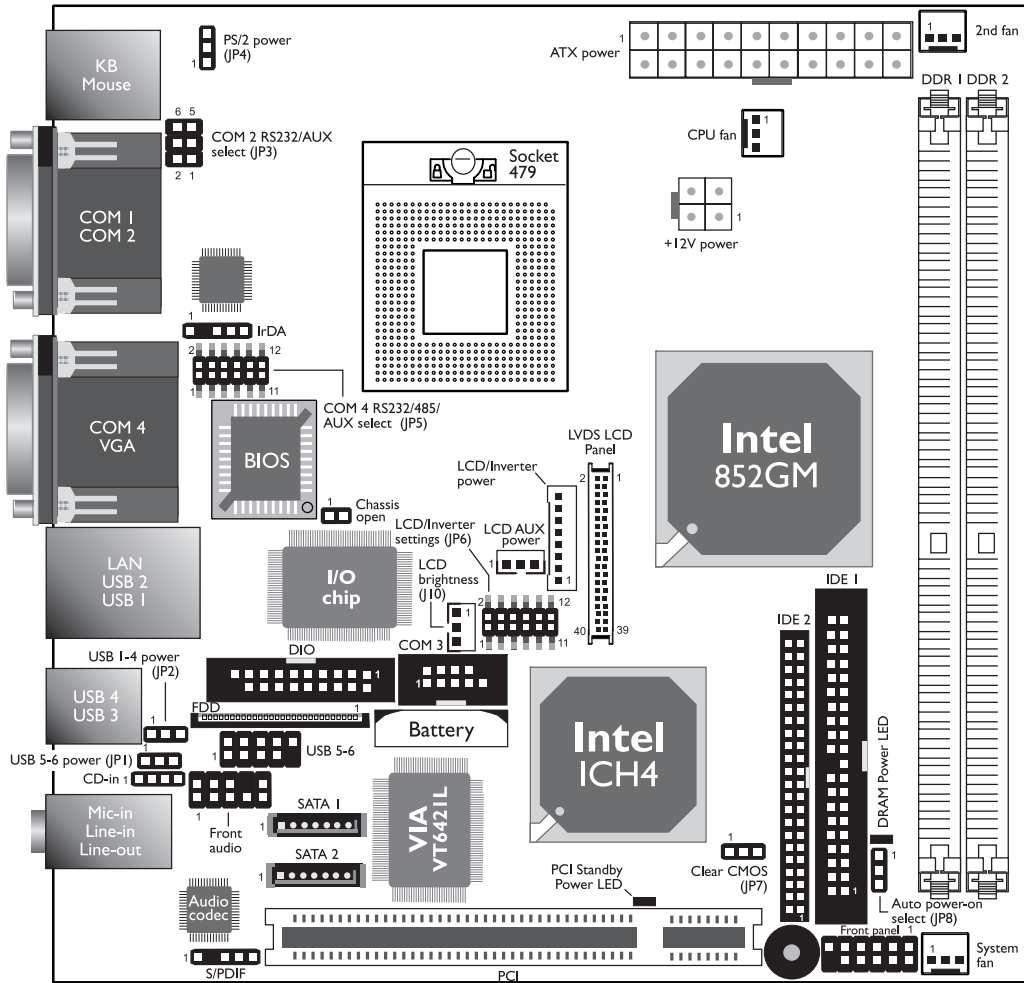 PS/2 power
(JP4)
1
KB
Mouse
ATX power
1
1
2nd fan
DDR 1 DDR 2
6 5
COM 2 RS232/AUX
select (JP3)
2 1
CPU fan
1
Socket
479
COM 1
COM 2
1
+12V power
1
IrDA
2
12
1
11
COM 4 RS232/485/
AUX select (JP5)
COM 4
VGA
BIOS
LVDS LCD
Panel
2
1
40
39
LCD/Inverter
power
1
Intel
852GM
1
Chassis
open
LCD/Inverter
settings (JP6)
LCD AUX
power
1
LAN
USB 2
USB 1
I/O
chip
LCD
brightness
(J10)
1
2
12
1
11
IDE 1
IDE 2
COM 3
1
DIO
1
USB 1-4 power
(JP2)
1
USB 4
USB 3
FDD
1
Battery
Intel
ICH4
USB 5-6
1
USB 5-6 power (JP1)
1
CD-in
1
DRAM Power LED
Mic-in
Line-in
Line-out
1
Front
audio
SATA 1
1
SATA 2
1
VIA
VT6421L
1
Clear CMOS
(JP7)
PCI Standby
Power LED
1
1
1
Auto power-on
select (JP8)
Audio
codec
1
S/PDIF
PCI
Front panel
1
1
System
fan